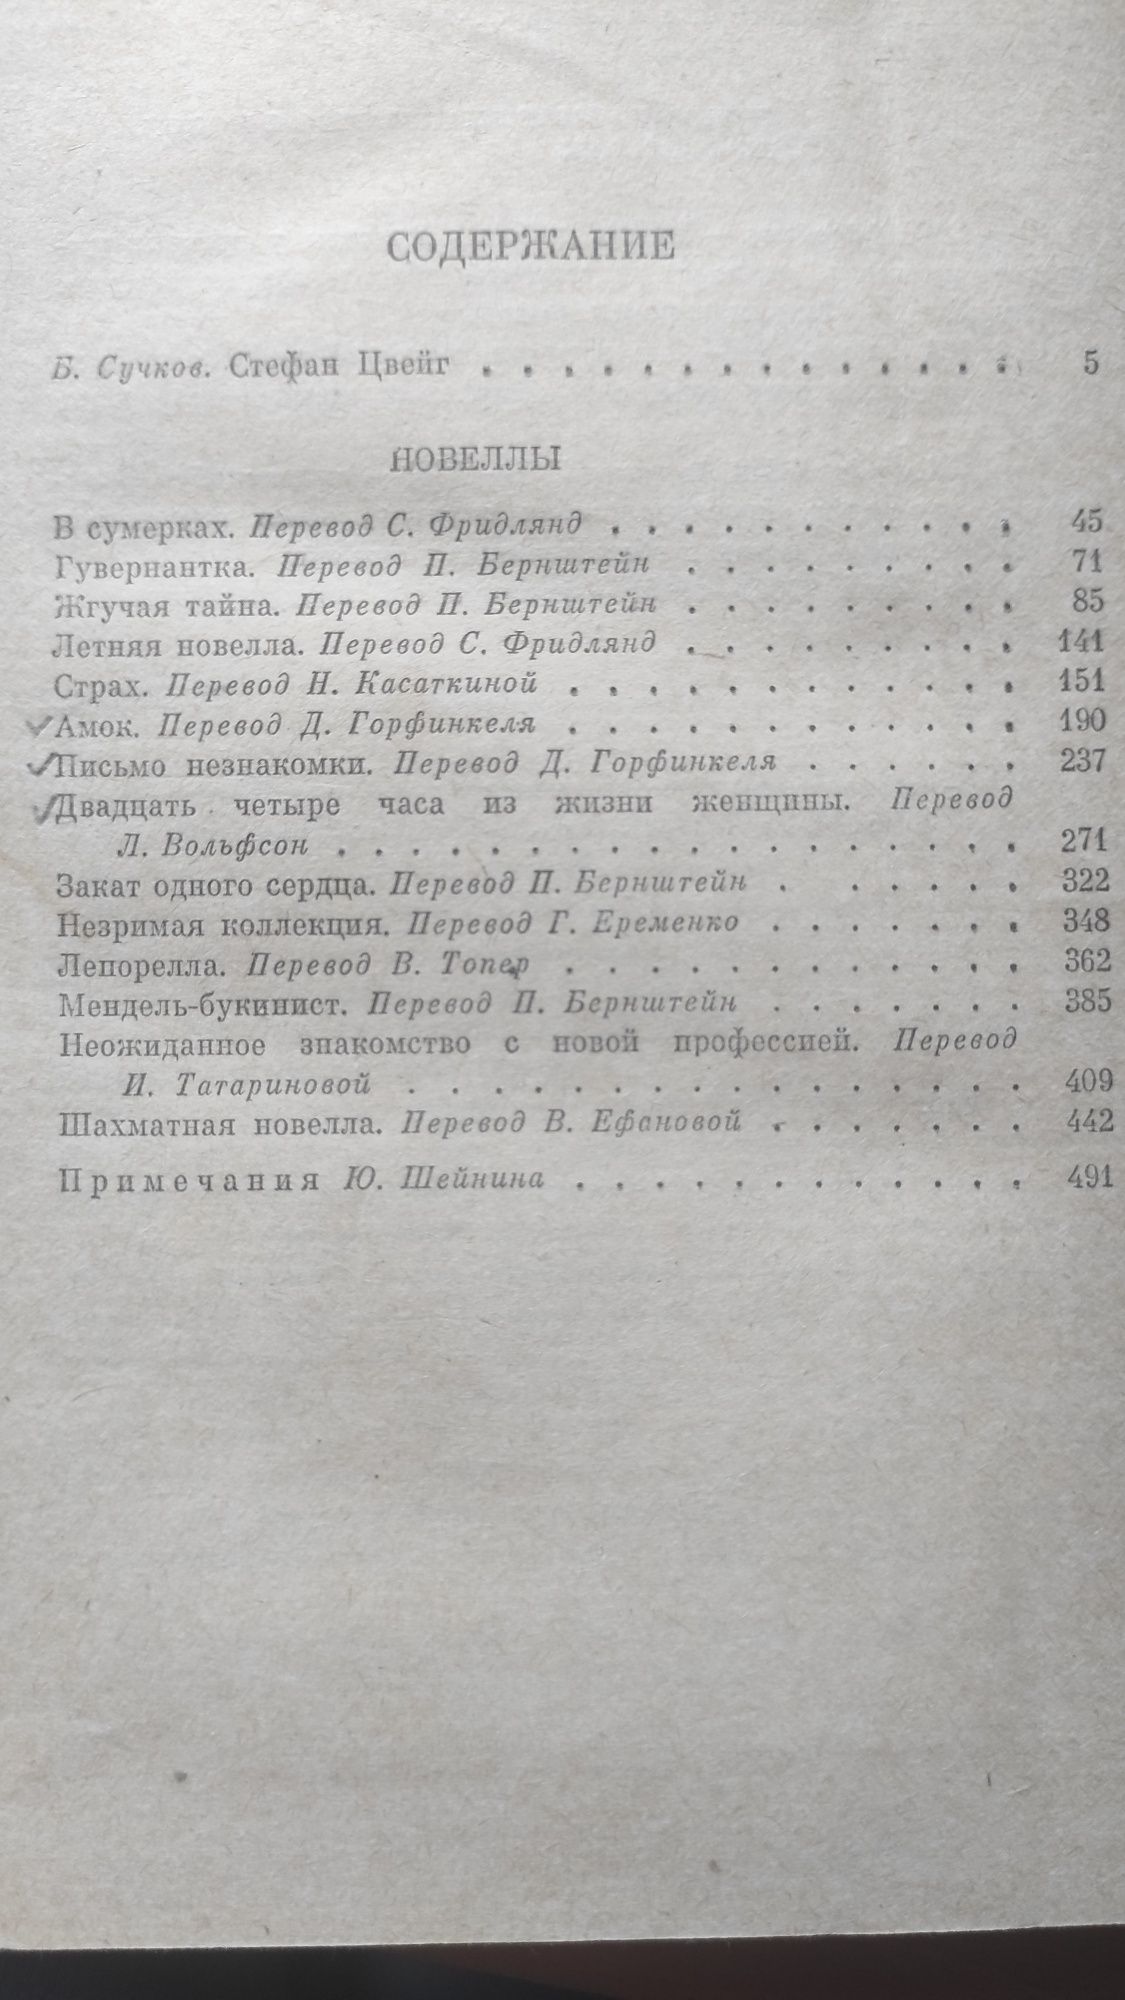 СОДЕРЖАНИЕ
Б. Сучков. Стефан Цвейг . . . . . . . . . . . . . . 5
НОВЕЛЛЫ
В сумерках. Перевод С. Фридлянд . . . . . . . . . . . 45
Гувернантка. Перевод П. Бернштейн . . . . . . . . . 71
Жгучая тайна. Перевод П. Бернштейн . . . . . . . . . 85
Летняя новелла. Перевод С. Фридлянд . . . . . . . . . 141
Страх. Перевод Н. Касаткиной . . . . . . . . . . . . 151
Амок. Перевод Д. Горфинкеля . . . . . . . . . . . . 190
Письмо незнакомки. Перевод Д. Горфинкеля . . . . . . 237
Двадцать четыре часа из жизни женщины. Перевод
Л. Вольфсон . . . . . . . . . . . . . . . . . . 271
Закат одного сердца. Перевод П. Бернштейн . . . . . . 322
Незримая коллекция. Перевод Г. Еременко . . . . . . . 348
Лепорелла. Перевод В. Топер . . . . . . . . . . . . 362
Мендель-букинист. Перевод П. Бернштейн . . . . . . . 385
Неожиданное знакомство с новой профессией. Перевод
И. Татариновой . . . . . . . . . . . . . . . . 409
Шахматная новелла. Перевод В. Ефановой . . . . . . . 442
Примечания Ю. Шейнина . . . . . . . . . . . . 491